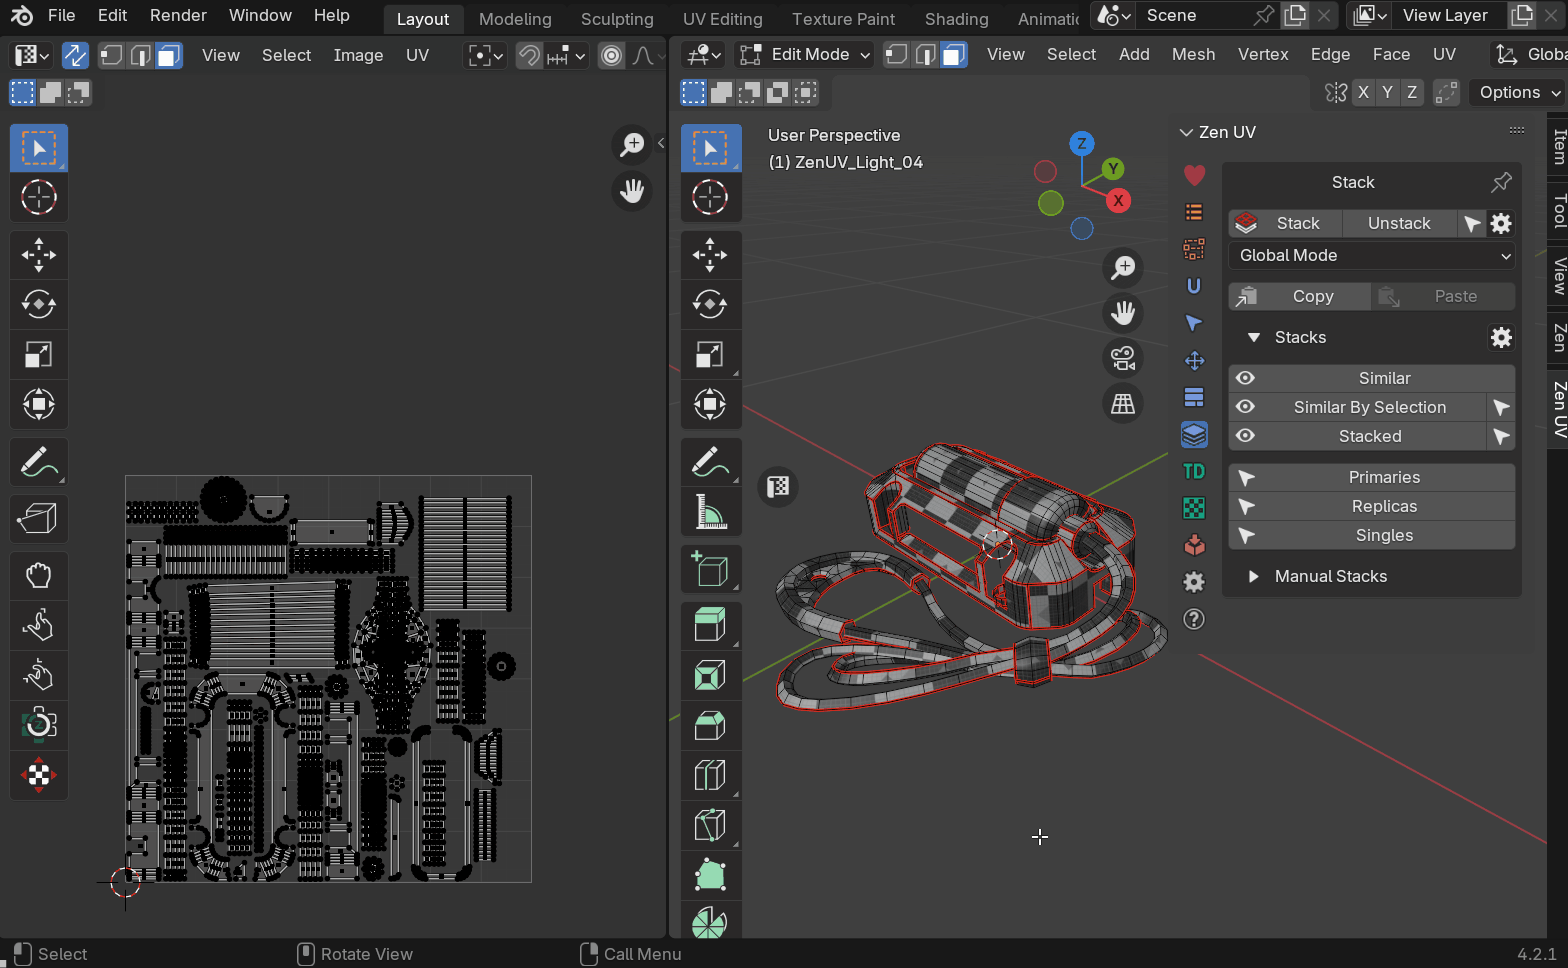 File Edit Render Window Help Layout Modeling Sculpting UV Editing Texture Paint Shading Animatic Scene View Layer
View Select Image UV Edit Mode View Select Add Mesh Vertex Edge Face UV Globa
X Y Z Options
User Perspective
(1) ZenUV_Light_04
Z
Y
X
Zen UV
Stack
Stack Unstack
Global Mode
Copy Paste
Stacks
Similar
Similar By Selection
Stacked
TD
Primaries
Replicas
Singles
Manual Stacks
Item
Tool
View
Zen
Zen UV
Select Rotate View Call Menu 4.2.1